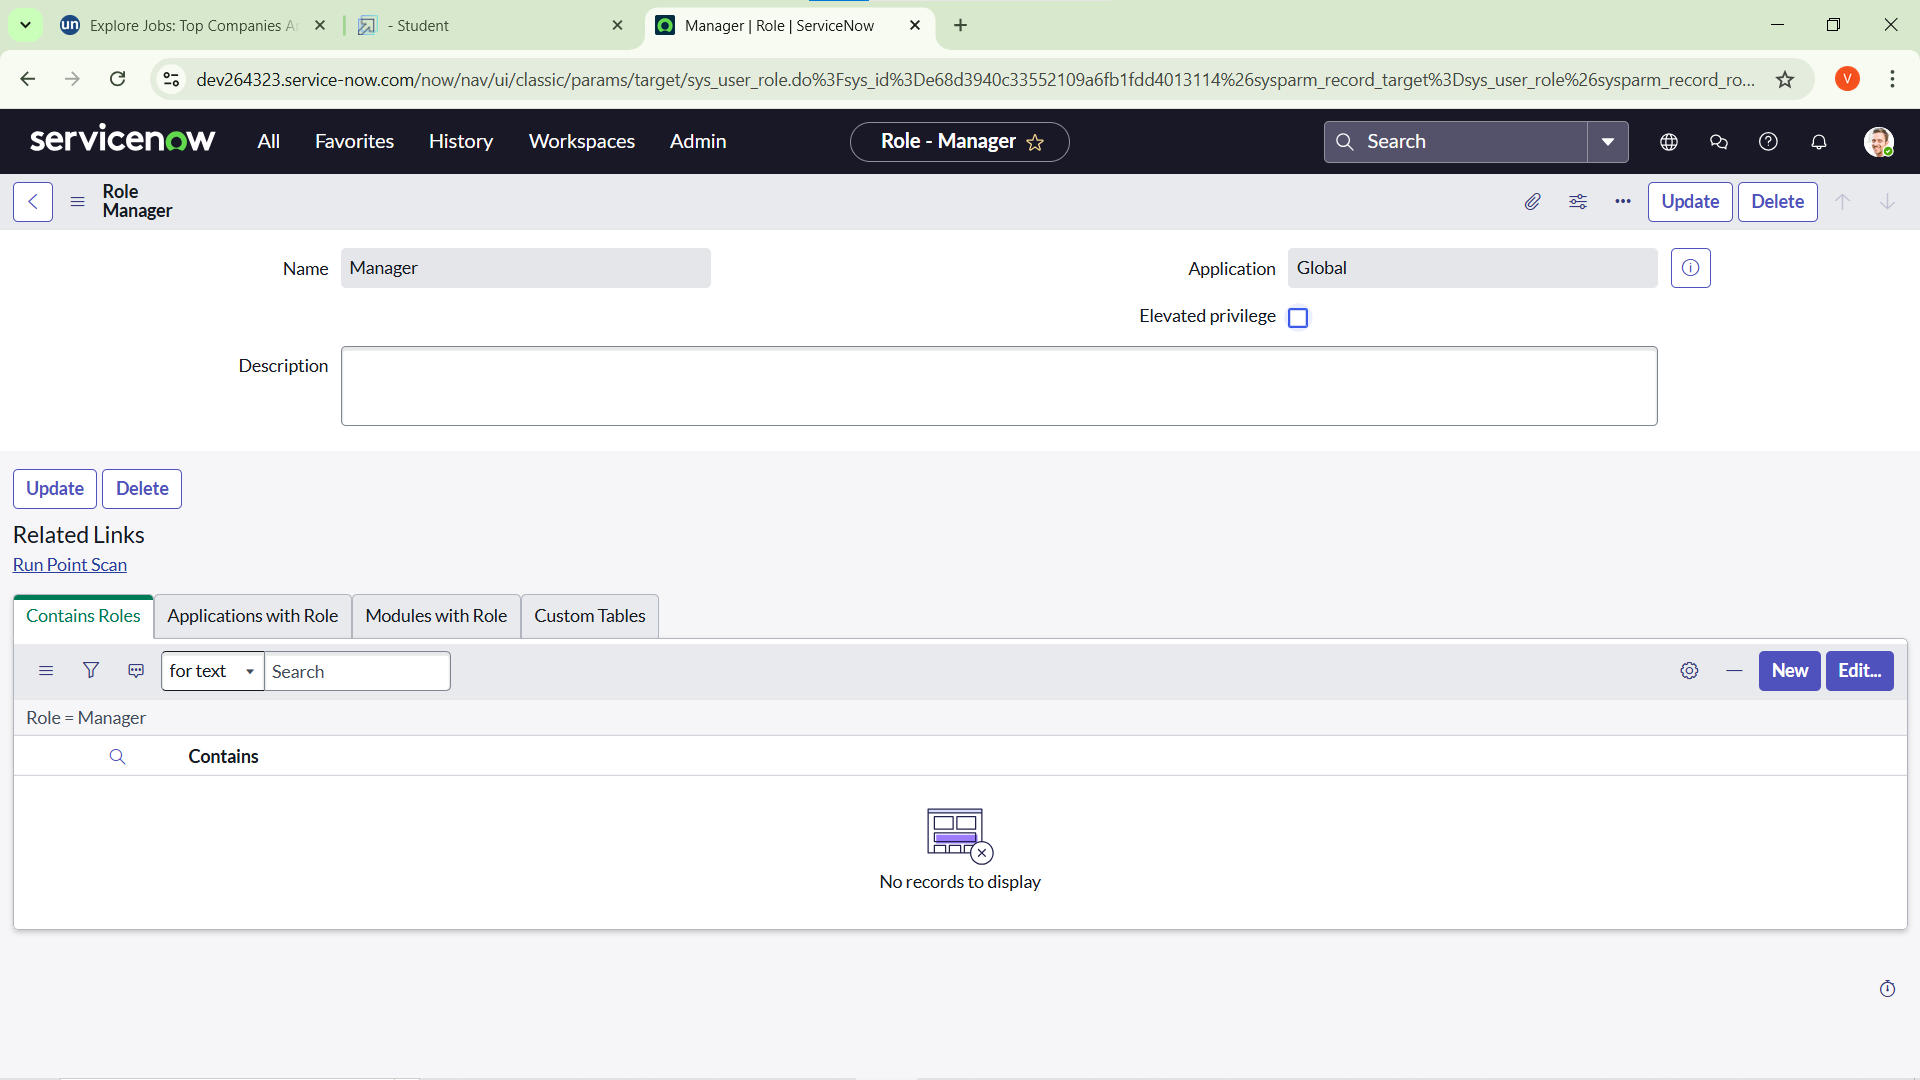 un Explore Jobs: Top Companies A
- Student
Manager | Role | ServiceNow
dev264323.service-now.com/now/nav/ui/classic/params/target/sys_user_role.do%3Fsys_id%3De68d3940c33552109a6fb1fdd4013114%26sysparm_record_target%3Dsys_user_role%26sysparm_record_ro...
V
servicenow
All Favorites History Workspaces Admin
Role - Manager
Search
Role
Manager
Update Delete
Name Manager
Application Global
Elevated privilege
Description
Update Delete
Related Links
Run Point Scan
Contains Roles Applications with Role Modules with Role Custom Tables
for text Search New Edit...
Role = Manager
Contains
No records to display